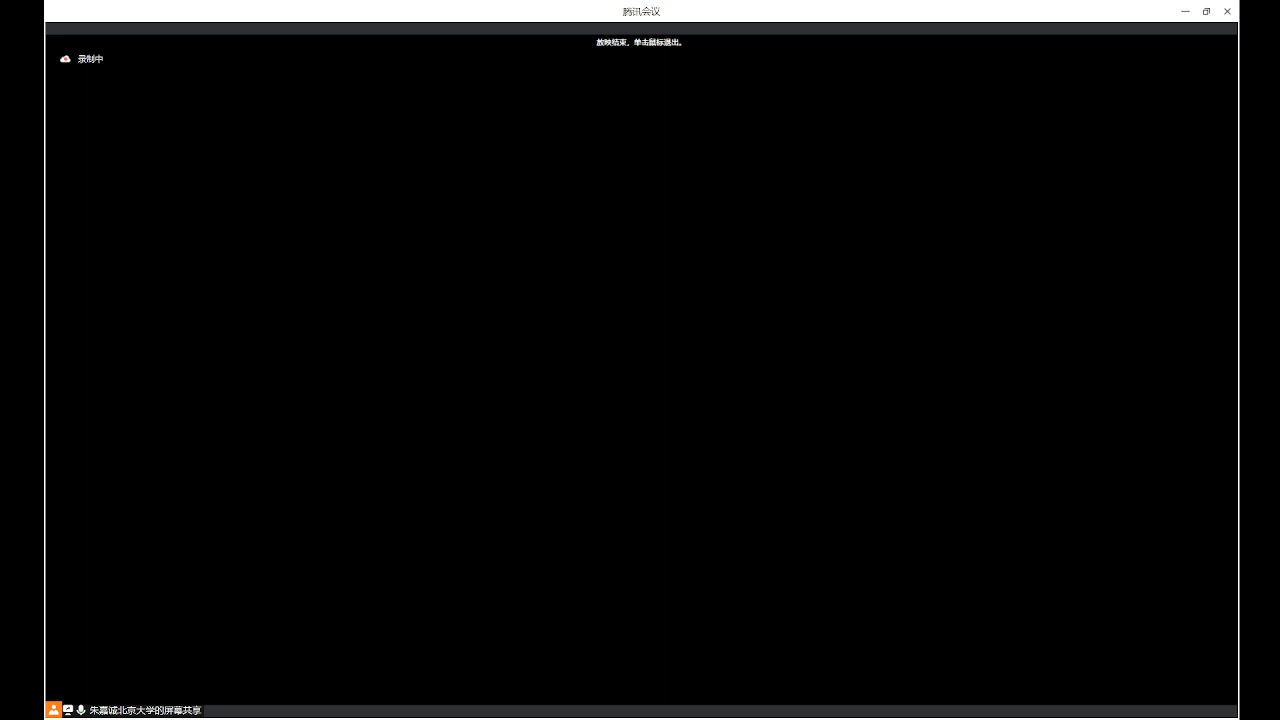 腾讯会议
放映结束，单击鼠标退出。
录制中
朱嘉诚北京大学的屏幕共享